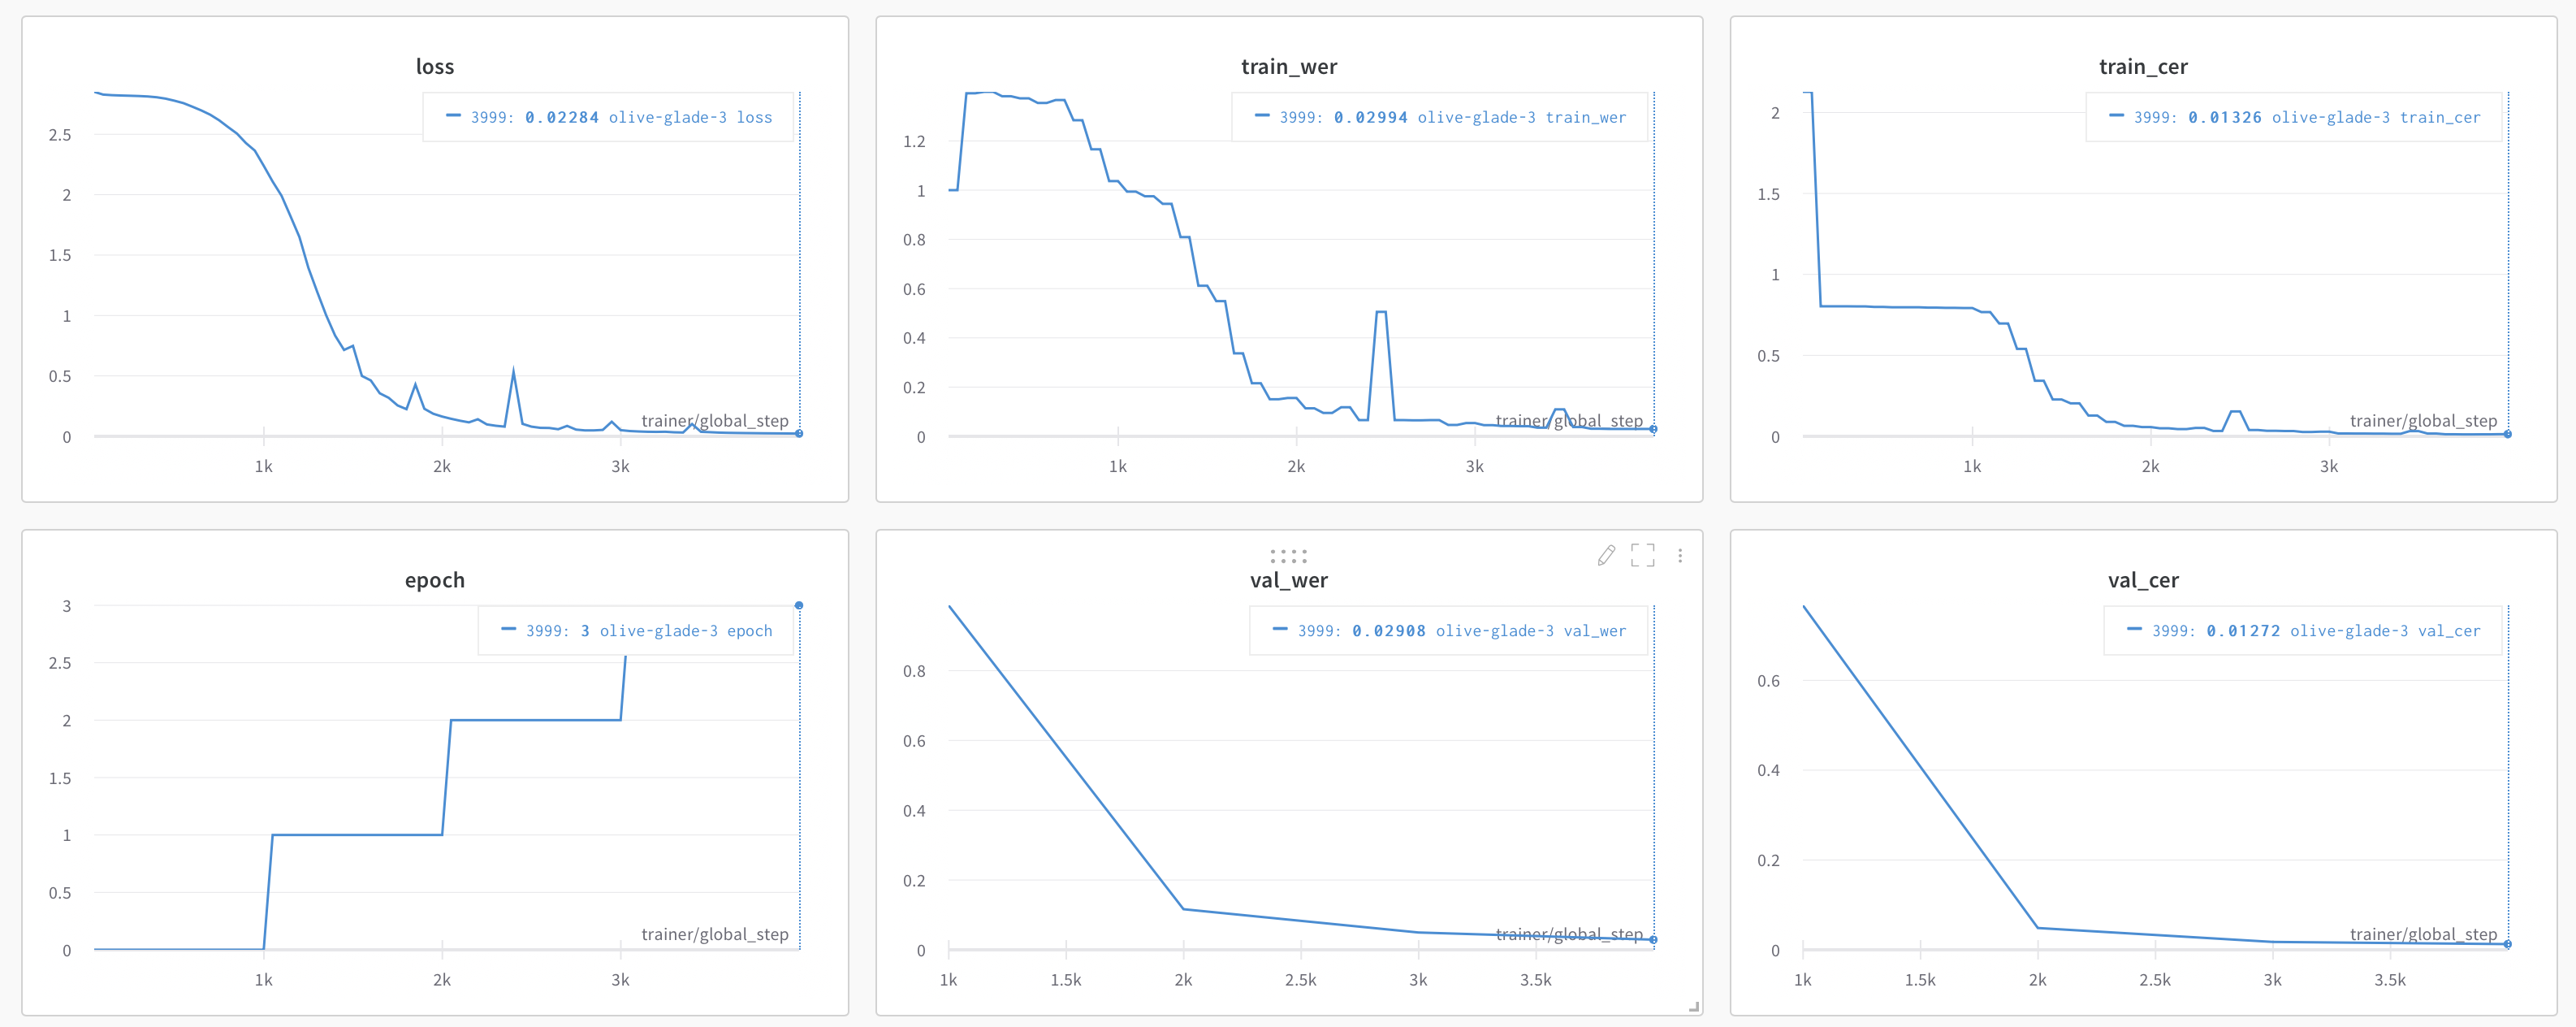 loss
3999: 0.02284 olive-glade-3 loss
2.5
2
1.5
1
0.5
0
trainer/global_step
1k
2k
3k
train_wer
3999: 0.02994 olive-glade-3 train_wer
1.2
1
0.8
0.6
0.4
0.2
0
trainer/global_step
1k
2k
3k
train_cer
3999: 0.01326 olive-glade-3 train_cer
2
1.5
1
0.5
0
trainer/global_step
1k
2k
3k
epoch
3999: 3 olive-glade-3 epoch
3
2.5
2
1.5
1
0.5
0
trainer/global_step
1k
2k
3k
val_wer
3999: 0.02908 olive-glade-3 val_wer
0.8
0.6
0.4
0.2
0
trainer/global_step
1k
1.5k
2k
2.5k
3k
3.5k
val_cer
3999: 0.01272 olive-glade-3 val_cer
0.6
0.4
0.2
0
trainer/global_step
1k
1.5k
2k
2.5k
3k
3.5k